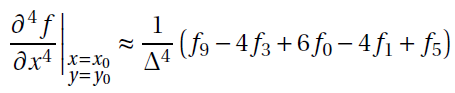 ∂⁴f/∂x⁴ |ₓ₌ₓ₀, y=y₀ ≈ 1/Δ⁴ (f₉ − 4f₃ + 6f₀ − 4f₁ + f₅)